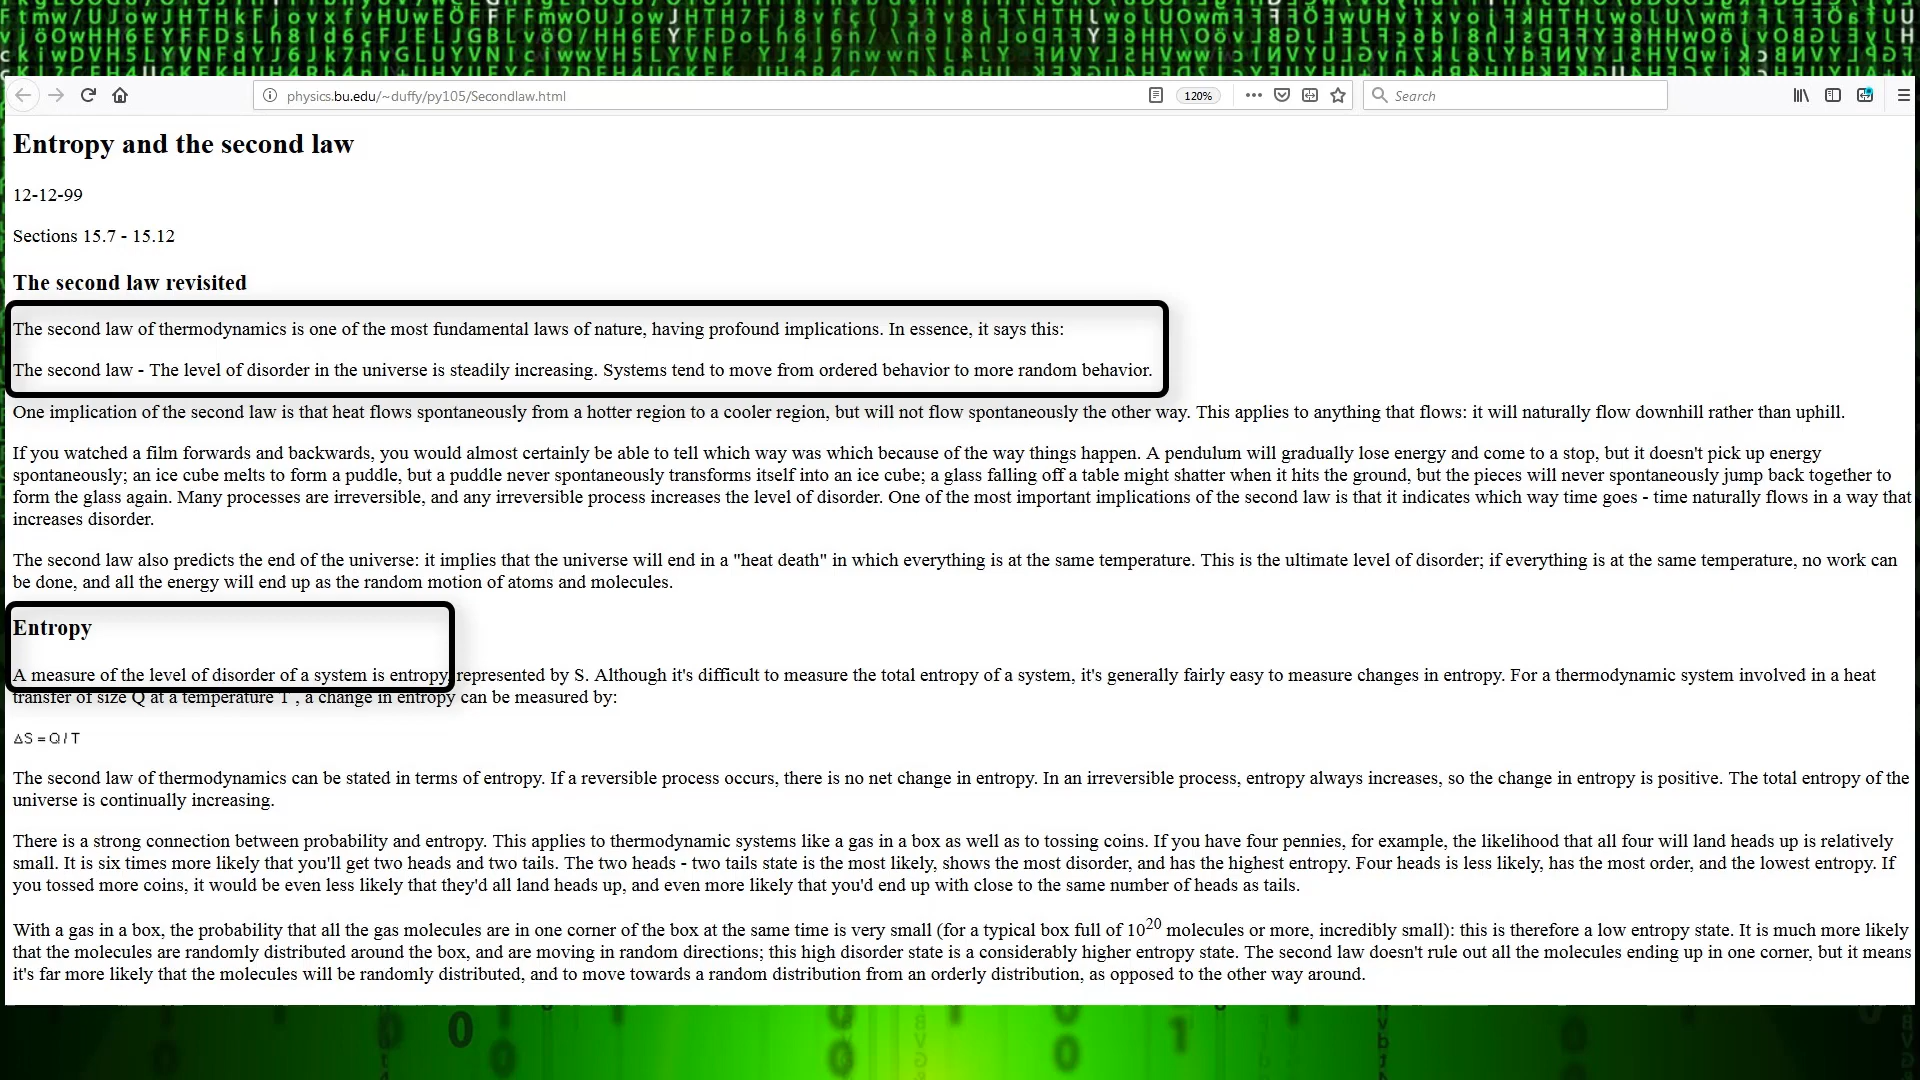 physics.bu.edu/~duffy/py105/Secondlaw.html
120%
Search
Entropy and the second law
12-12-99
Sections 15.7 - 15.12
The second law revisited
The second law of thermodynamics is one of the most fundamental laws of nature, having profound implications. In essence, it says this:
The second law - The level of disorder in the universe is steadily increasing. Systems tend to move from ordered behavior to more random behavior.
One implication of the second law is that heat flows spontaneously from a hotter region to a cooler region, but will not flow spontaneously the other way. This applies to anything that flows: it will naturally flow downhill rather than uphill.
If you watched a film forwards and backwards, you would almost certainly be able to tell which way was which because of the way things happen. A pendulum will gradually lose energy and come to a stop, but it doesn't pick up energy
spontaneously; an ice cube melts to form a puddle, but a puddle never spontaneously transforms itself into an ice cube; a glass falling off a table might shatter when it hits the ground, but the pieces will never spontaneously jump back together to
form the glass again. Many processes are irreversible, and any irreversible process increases the level of disorder. One of the most important implications of the second law is that it indicates which way time goes - time naturally flows in a way that
increases disorder.
The second law also predicts the end of the universe: it implies that the universe will end in a "heat death" in which everything is at the same temperature. This is the ultimate level of disorder; if everything is at the same temperature, no work can
be done, and all the energy will end up as the random motion of atoms and molecules.
Entropy
A measure of the level of disorder of a system is entropy, represented by S. Although it's difficult to measure the total entropy of a system, it's generally fairly easy to measure changes in entropy. For a thermodynamic system involved in a heat
transfer of size Q at a temperature T , a change in entropy can be measured by:
ΔS = Q / T
The second law of thermodynamics can be stated in terms of entropy. If a reversible process occurs, there is no net change in entropy. In an irreversible process, entropy always increases, so the change in entropy is positive. The total entropy of the
universe is continually increasing.
There is a strong connection between probability and entropy. This applies to thermodynamic systems like a gas in a box as well as to tossing coins. If you have four pennies, for example, the likelihood that all four will land heads up is relatively
small. It is six times more likely that you'll get two heads and two tails. The two heads - two tails state is the most likely, shows the most disorder, and has the highest entropy. Four heads is less likely, has the most order, and the lowest entropy. If
you tossed more coins, it would be even less likely that they'd all land heads up, and even more likely that you'd end up with close to the same number of heads as tails.
With a gas in a box, the probability that all the gas molecules are in one corner of the box at the same time is very small (for a typical box full of 10^20 molecules or more, incredibly small): this is therefore a low entropy state. It is much more likely
that the molecules are randomly distributed around the box, and are moving in random directions; this high disorder state is a considerably higher entropy state. The second law doesn't rule out all the molecules ending up in one corner, but it means
it's far more likely that the molecules will be randomly distributed, and to move towards a random distribution from an orderly distribution, as opposed to the other way around.